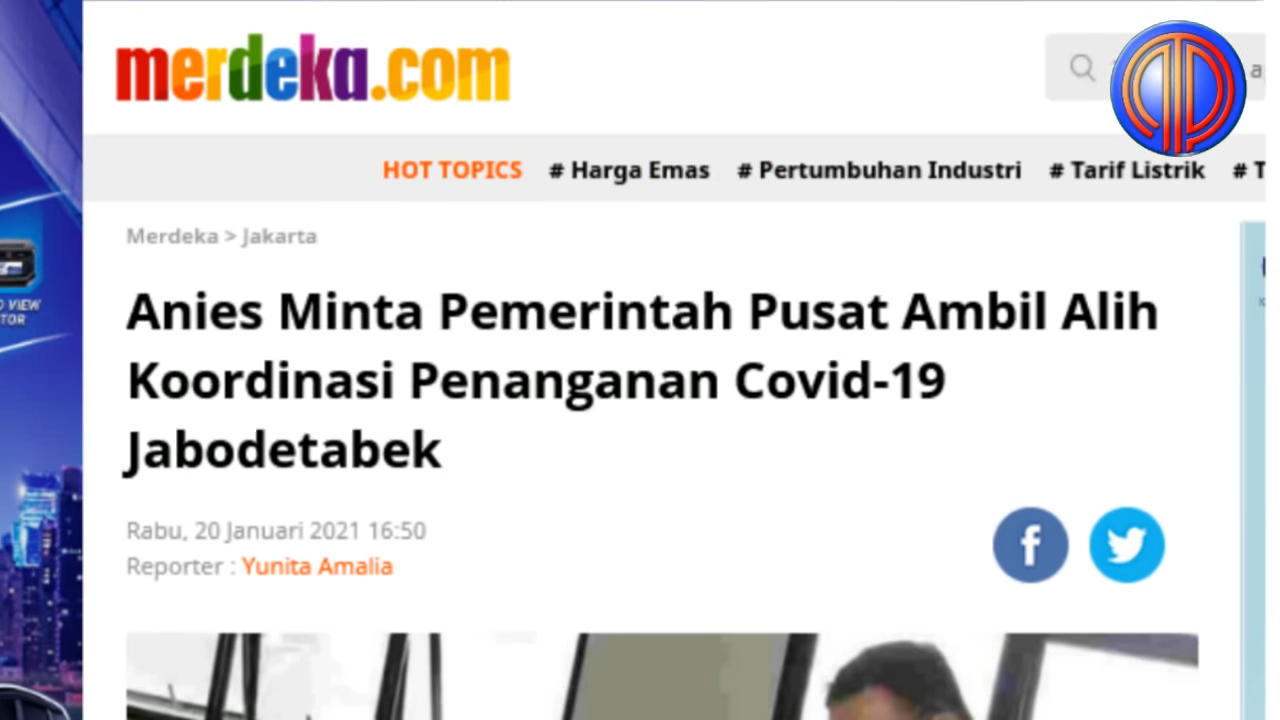 merdeka.com
HOT TOPICS # Harga Emas # Pertumbuhan Industri # Tarif Listrik #
Merdeka > Jakarta
Anies Minta Pemerintah Pusat Ambil Alih
Koordinasi Penanganan Covid-19
Jabodetabek
Rabu, 20 Januari 2021 16:50
Reporter : Yunita Amalia
VIEW